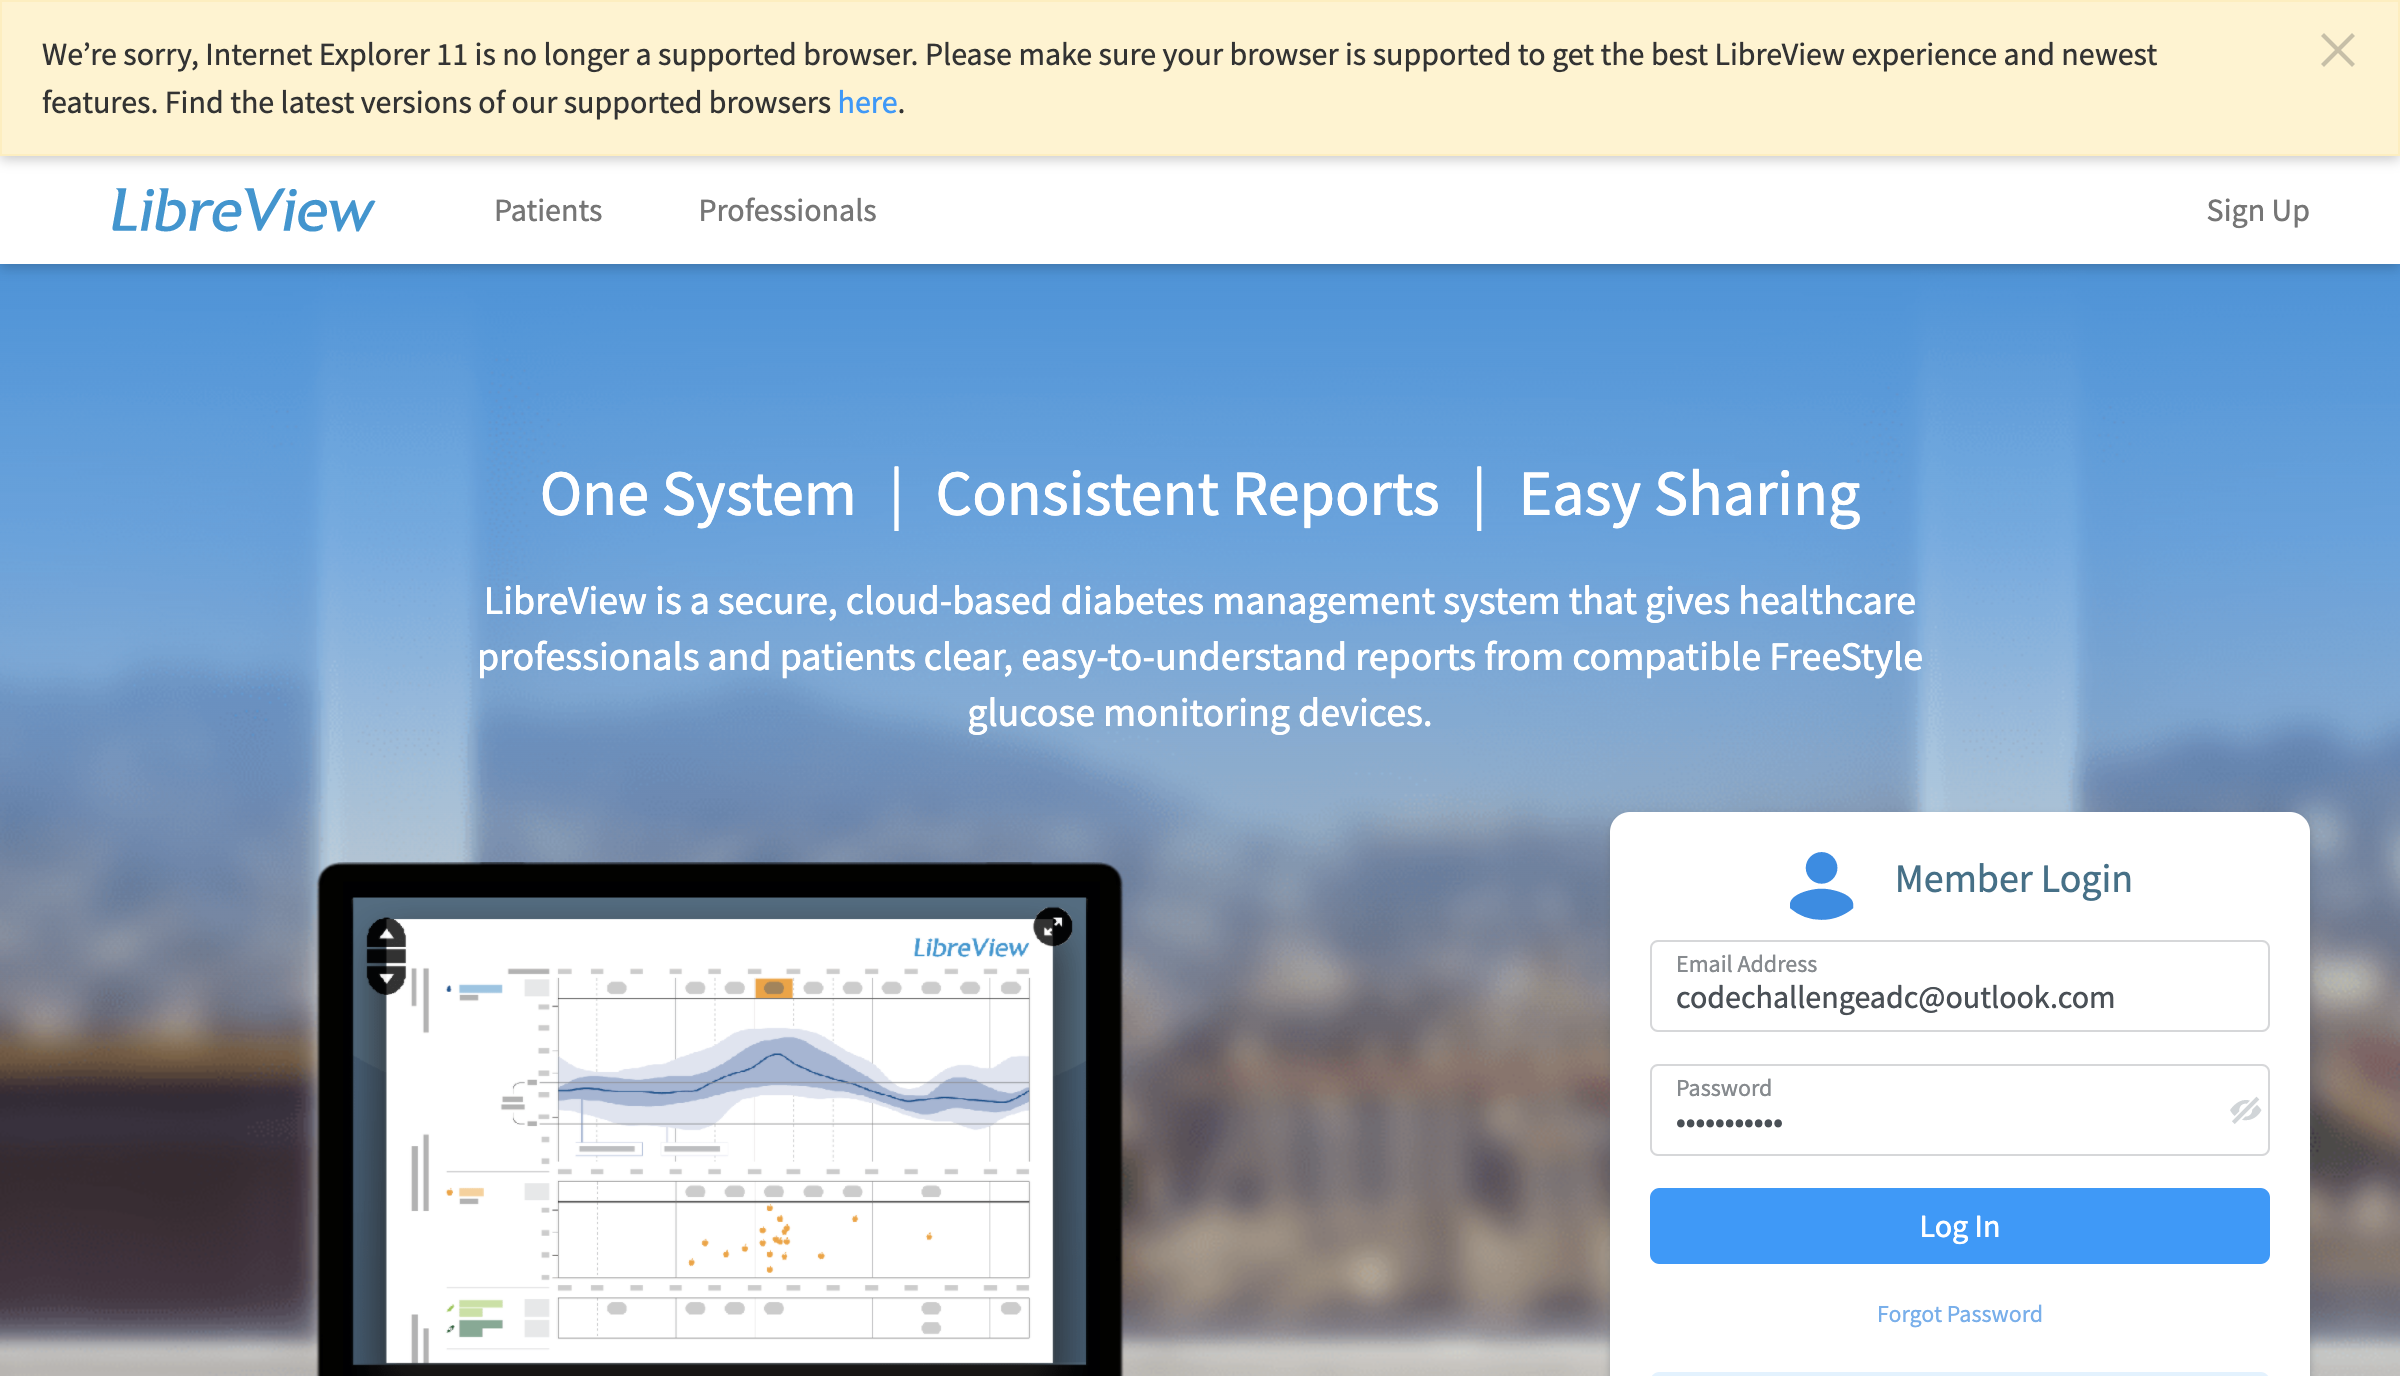 We’re sorry, Internet Explorer 11 is no longer a supported browser. Please make sure your browser is supported to get the best LibreView experience and newest
features. Find the latest versions of our supported browsers here.
LibreView
Patients
Professionals
Sign Up
One System | Consistent Reports | Easy Sharing
LibreView is a secure, cloud-based diabetes management system that gives healthcare
professionals and patients clear, easy-to-understand reports from compatible FreeStyle
glucose monitoring devices.
LibreView
Member Login
Email Address
codechallengeadc@outlook.com
Password
•••••••••••
Log In
Forgot Password